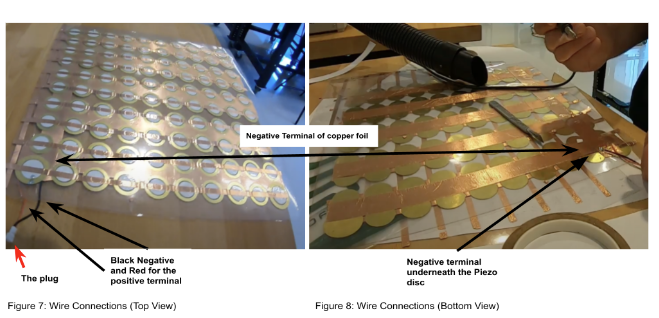 Negative Terminal of copper foil
Black Negative
and Red for the
positive terminal
The plug
Negative terminal
underneath the Piezo
disc
Figure 7: Wire Connections (Top View)
Figure 8: Wire Connections (Bottom View)